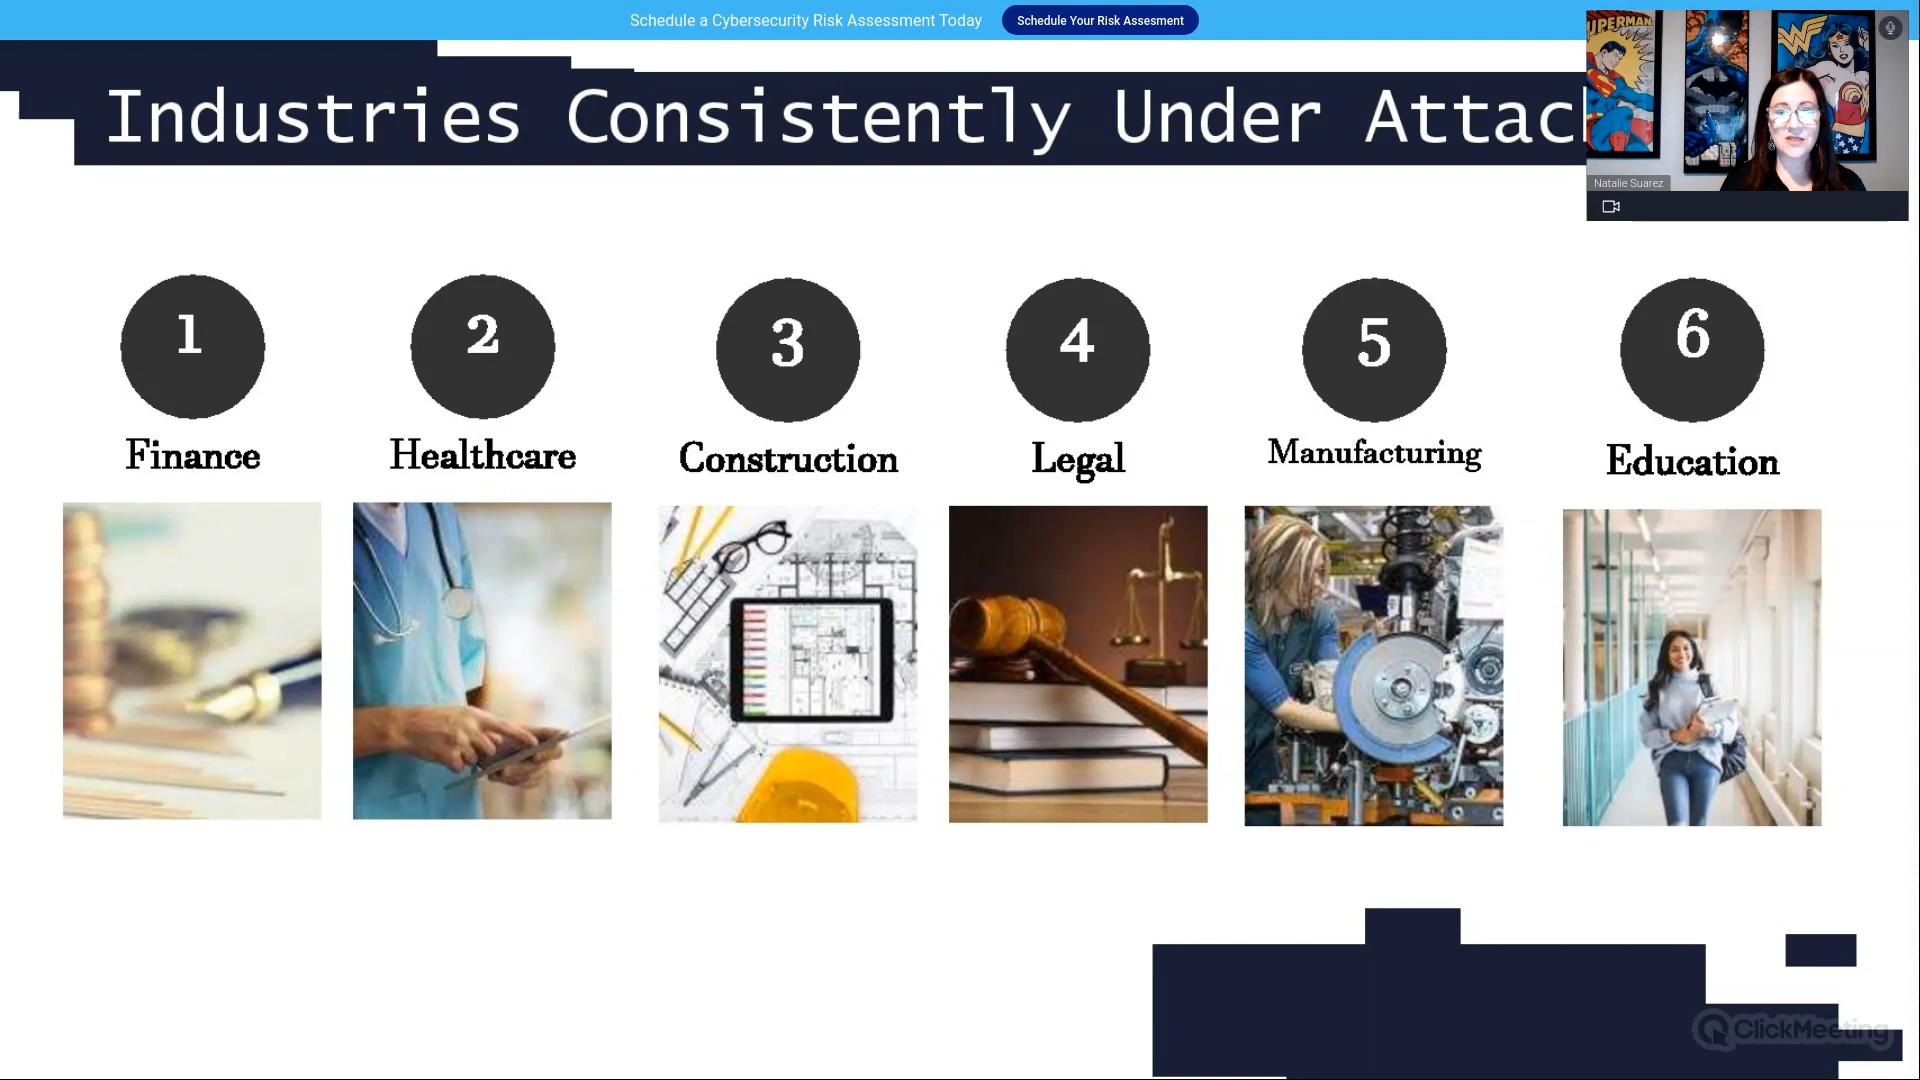 Schedule a Cybersecurity Risk Assessment Today
Schedule Your Risk Assesment
Industries Consistently Under Attac
UPERMAN
W
Natalie Suarez
1
2
3
4
5
6
Finance
Healthcare
Construction
Legal
Manufacturing
Education
ClickMeeting